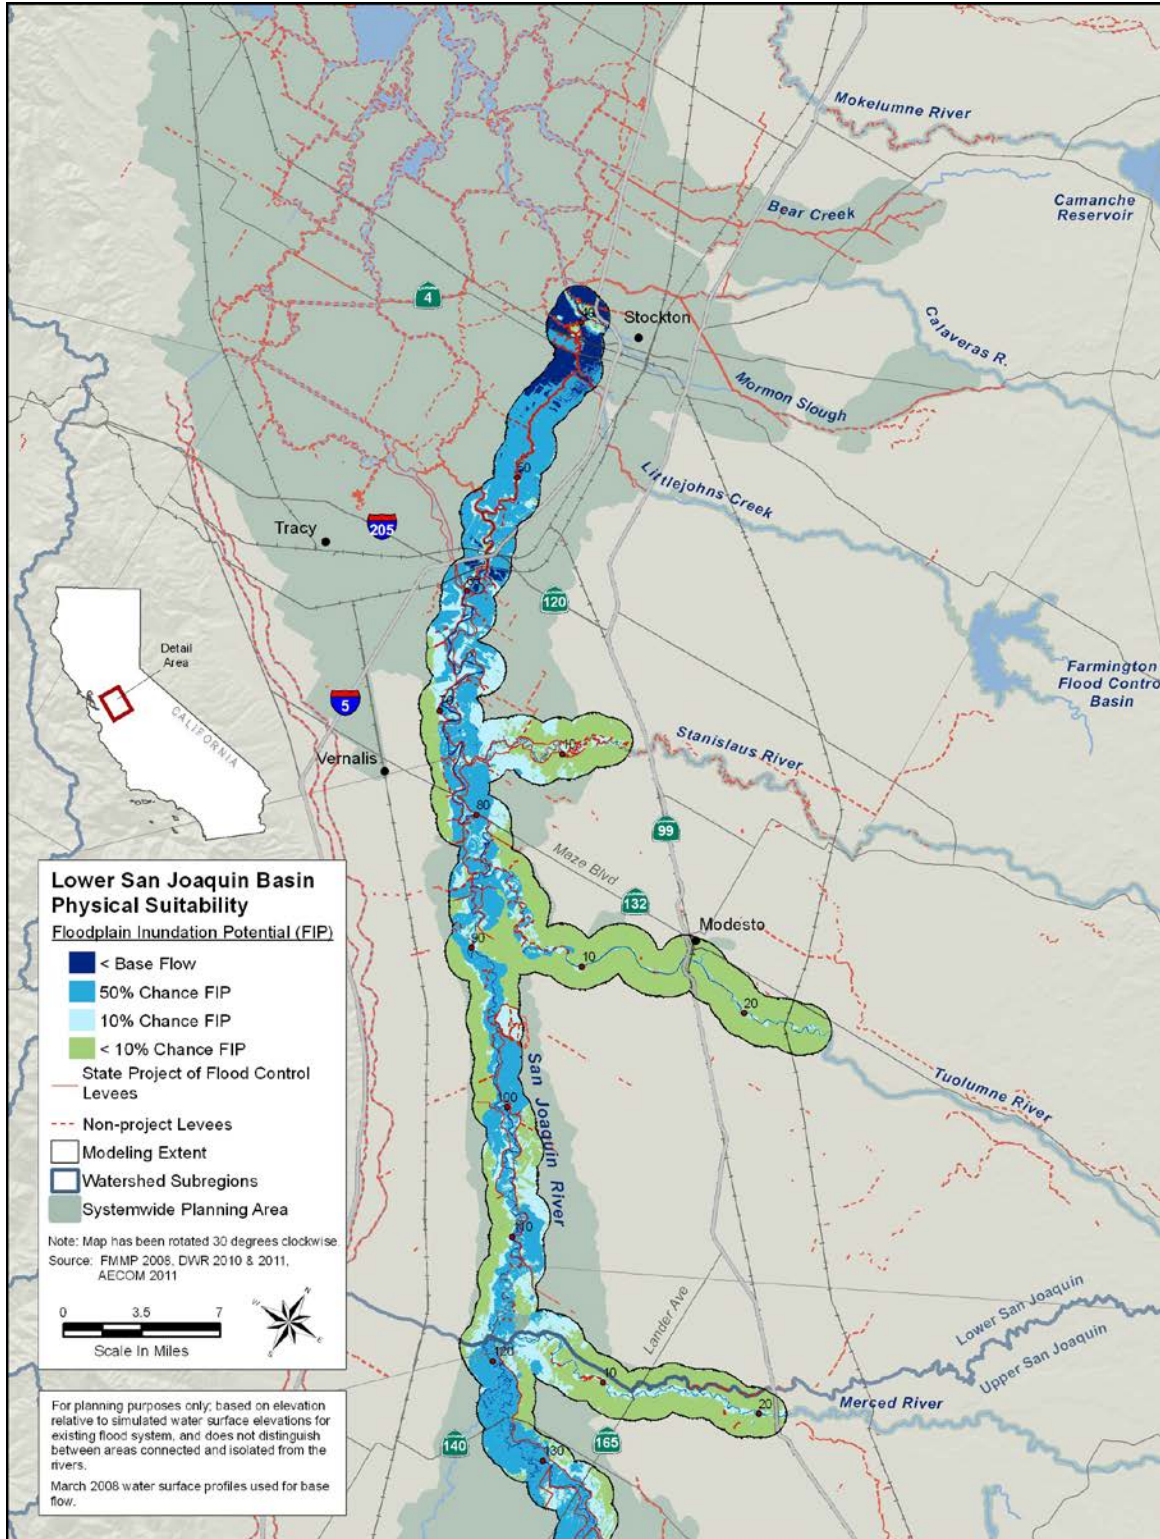 Mokelumne River
Camanche
Reservoir
Bear Creek
4
40
Stockton
Calaveras R.
Mormon Slough
50
Littlejohns Creek
Tracy
205
120
Detail
Area
CALIFORNIA
5
70
Farmington
Flood Control
Basin
10
Stanislaus River
Vernalis
80
99
Maze Blvd
132
Modesto
90
10
20
Tuolumne River
San Joaquin River
100
110
Lander Ave
Lower San Joaquin
Upper San Joaquin
120
10
20
Merced River
140
165
130
Lower San Joaquin Basin
Physical Suitability
Floodplain Inundation Potential (FIP)
< Base Flow
50% Chance FIP
10% Chance FIP
< 10% Chance FIP
State Project of Flood Control
Levees
Non-project Levees
Modeling Extent
Watershed Subregions
Systemwide Planning Area
Note: Map has been rotated 30 degrees clockwise.
Source: FMMP 2008, DWR 2010 & 2011,
AECOM 2011
0 3.5 7
Scale In Miles
N
W
E
S
For planning purposes only; based on elevation
relative to simulated water surface elevations for
existing flood system, and does not distinguish
between areas connected and isolated from the
rivers.
March 2008 water surface profiles used for base
flow.